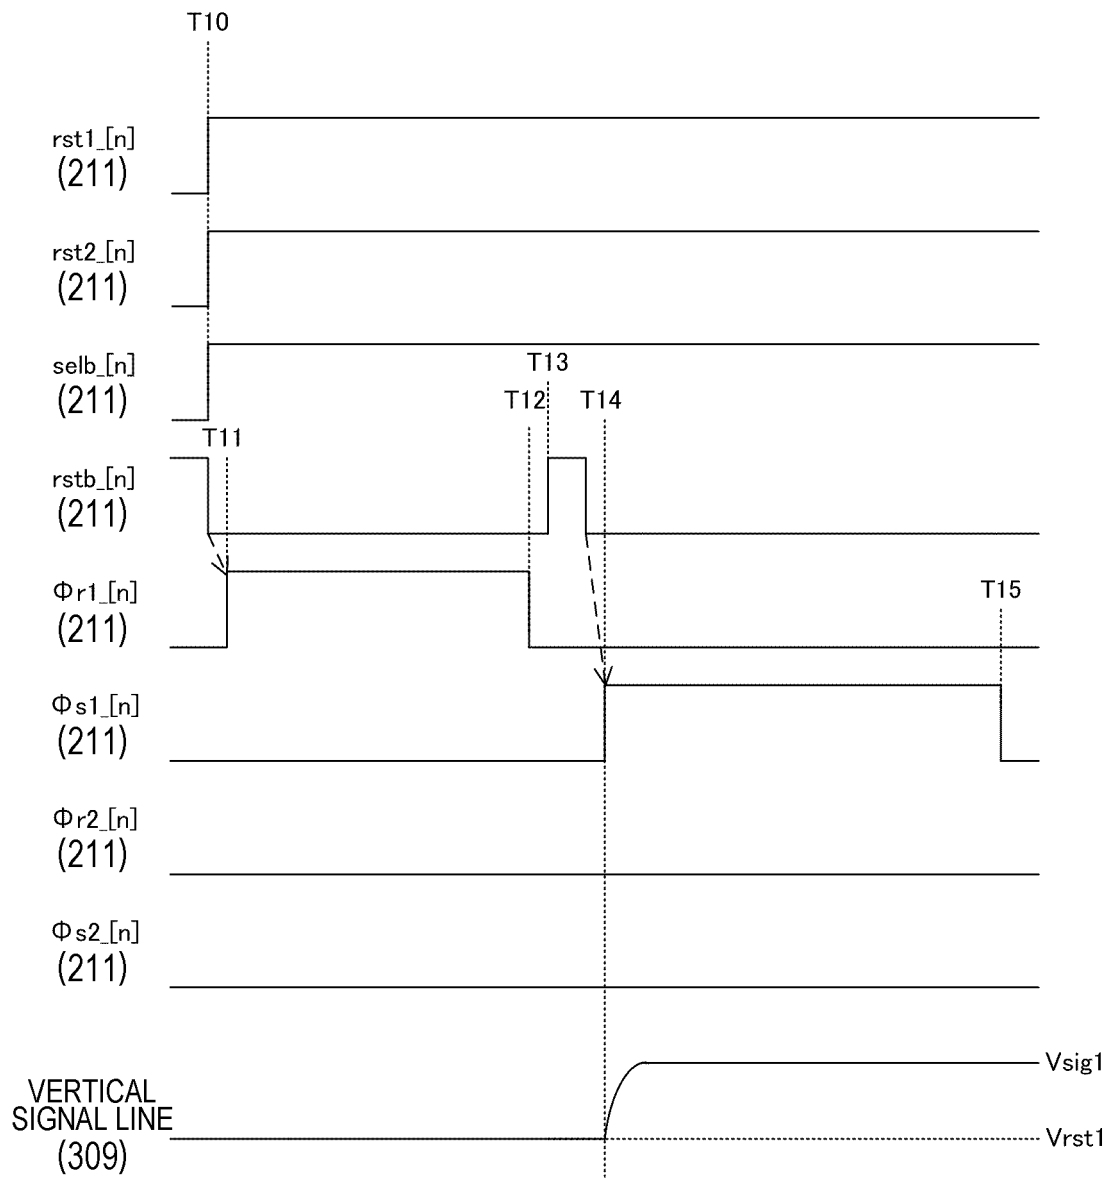 T10
rst1_[n]
(211)
rst2_[n]
(211)
selb_[n]
(211)
T13
T12
T14
T11
rstb_[n]
(211)
Φr1_[n]
(211)
T15
Φs1_[n]
(211)
Φr2_[n]
(211)
Φs2_[n]
(211)
Vsig1
VERTICAL
SIGNAL LINE
(309)
Vrst1